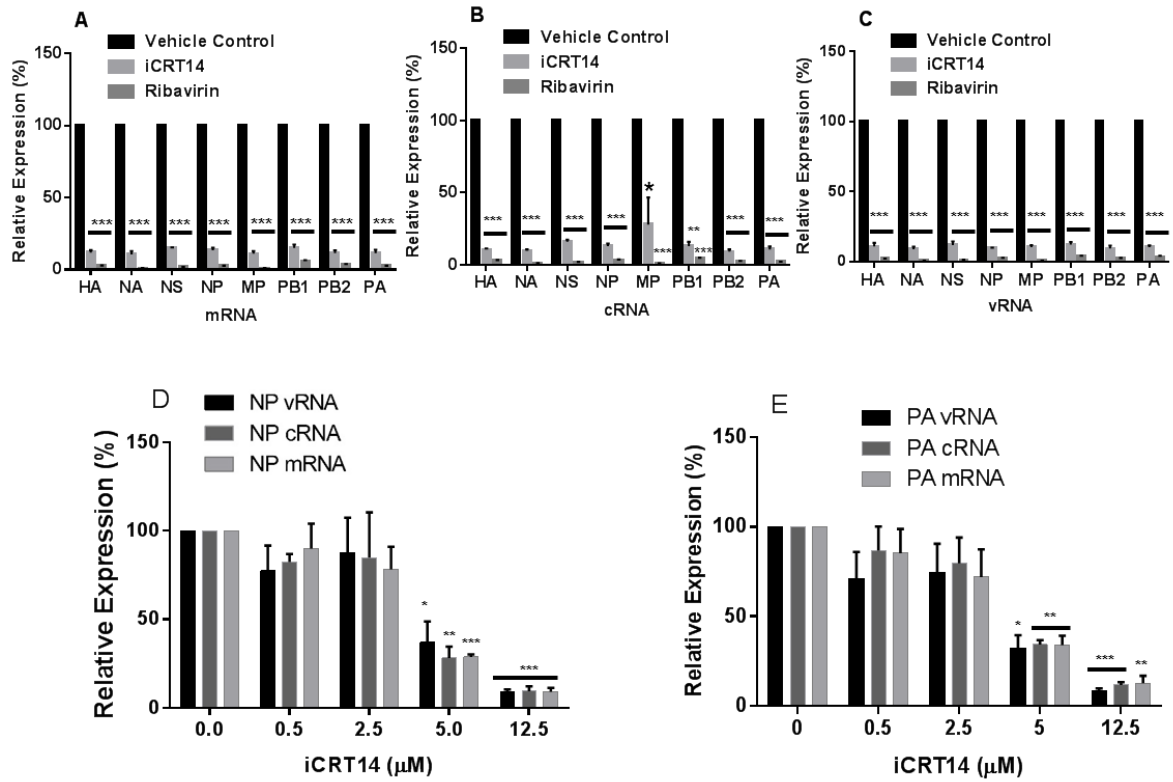 A
Vehicle Control
iCRT14
Ribavirin
Relative Expression (%)
150
100
50
0
*** *** *** *** *** *** *** ***
HA NA NS NP MP PB1 PB2 PA
mRNA
B
Vehicle Control
iCRT14
Ribavirin
Relative Expression (%)
150
100
50
0
*** *** *** *** * *** ** *** *** ***
HA NA NS NP MP PB1 PB2 PA
cRNA
C
Vehicle Control
iCRT14
Ribavirin
Relative Expression (%)
150
100
50
0
*** *** *** *** *** *** *** ***
HA NA NS NP MP PB1 PB2 PA
vRNA
D
NP vRNA
NP cRNA
NP mRNA
Relative Expression (%)
150
100
50
0
* ** *** ***
0.0 0.5 2.5 5.0 12.5
iCRT14 (μM)
E
PA vRNA
PA cRNA
PA mRNA
Relative Expression (%)
150
100
50
0
* ** *** **
0 0.5 2.5 5 12.5
iCRT14 (μM)